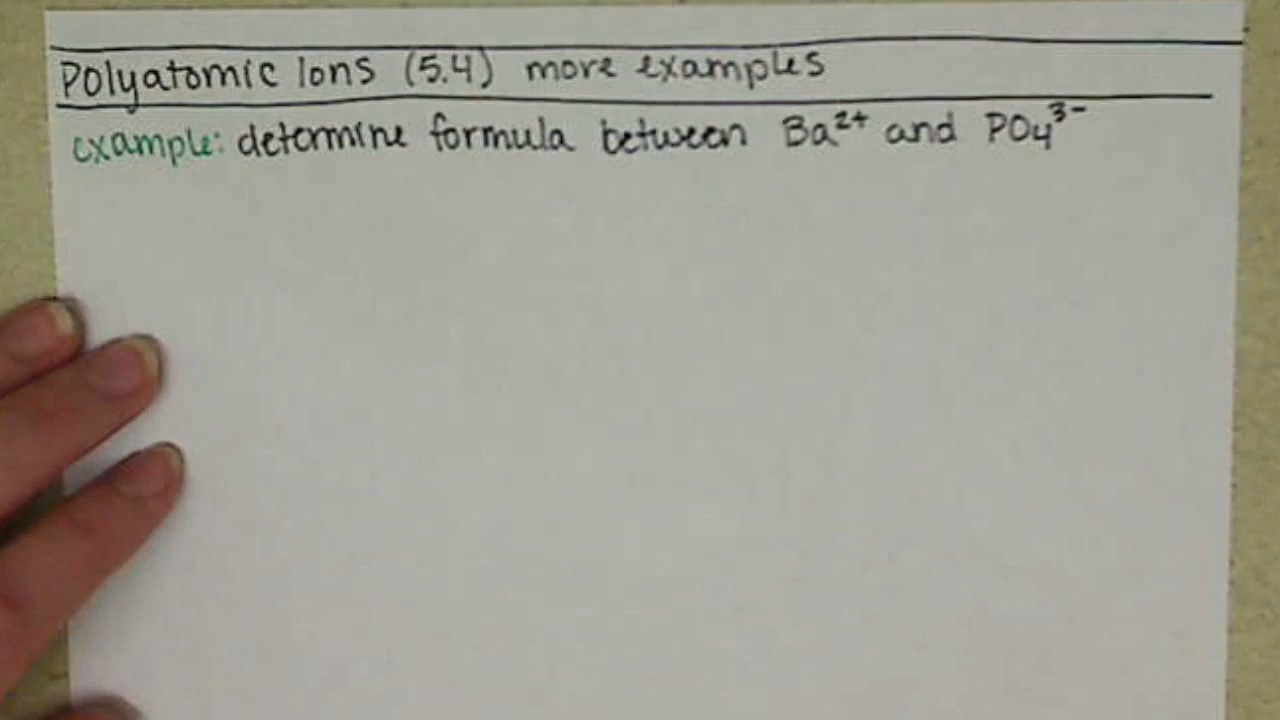 Polyatomic Ions (5.4) more examples
example: determine formula between Ba²⁺ and PO₄³⁻